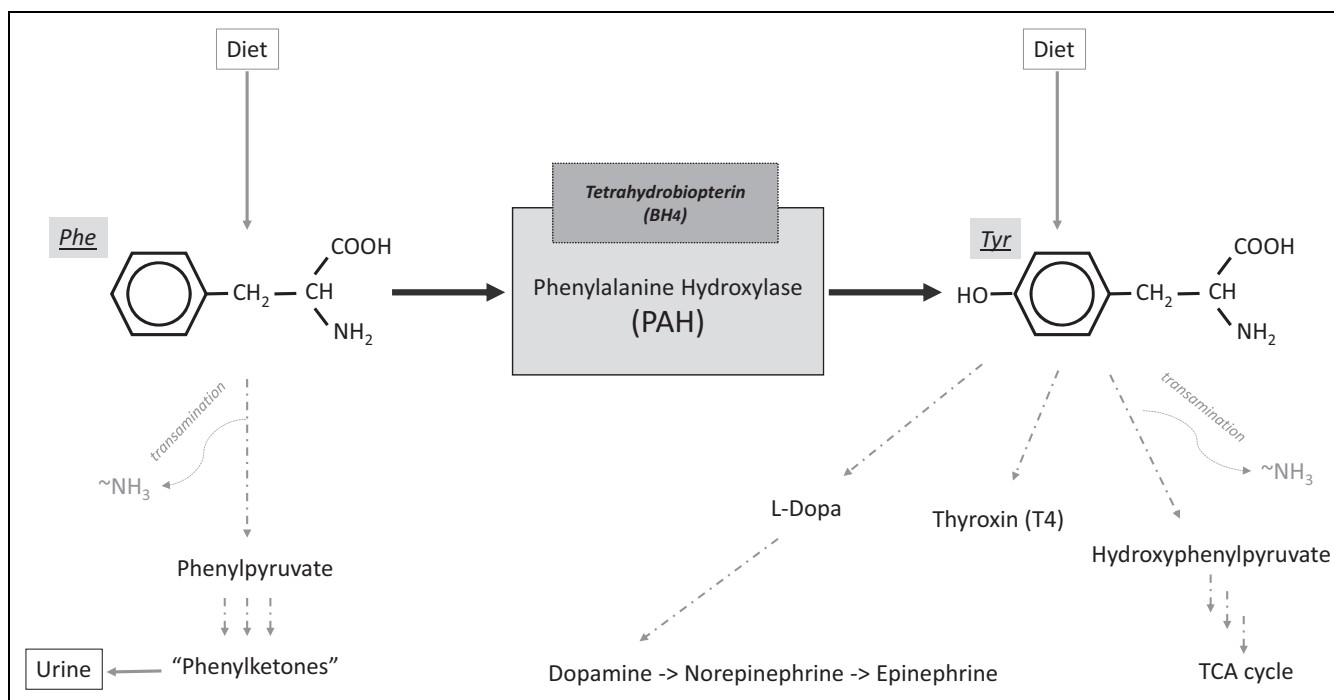 Diet
Diet
Tetrahydrobiopterin
(BH4)
Phe
Tyr
COOH
COOH
Phenylalanine Hydroxylase
(PAH)
CH2
CH
HO
CH2
CH
NH2
NH2
transamination
transamination
~NH3
~NH3
L-Dopa
Thyroxin (T4)
Phenylpyruvate
Hydroxyphenylpyruvate
Urine
“Phenylketones”
Dopamine -> Norepinephrine -> Epinephrine
TCA cycle